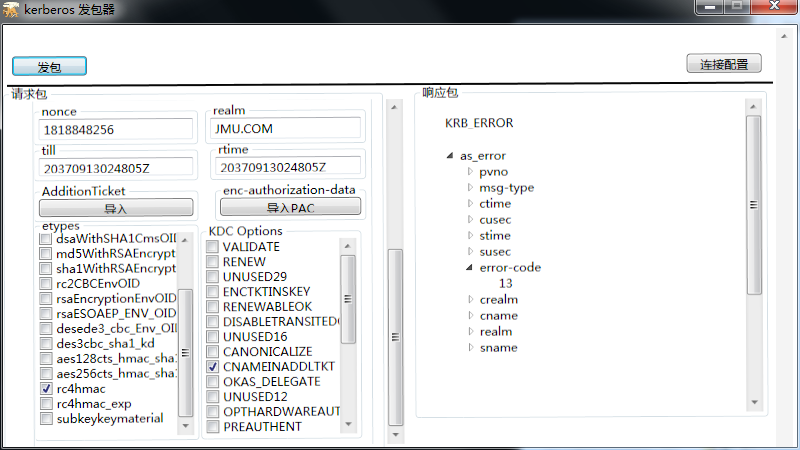 kerberos 发包器
发包
连接配置
请求包
nonce
1818848256
realm
JMU.COM
till
20370913024805Z
rtime
20370913024805Z
AdditionTicket
导入
enc-authorization-data
导入PAC
etypes
dsaWithSHA1CmsOID
md5WithRSAEncrypt
sha1WithRSAEncrypt
rc2CBCEnvOID
rsaEncryptionEnvOID
rsaESOAEP_ENV_OID
desede3_cbc_Env_OID
des3cbc_sha1_kd
aes128cts_hmac_sha1
aes256cts_hmac_sha1
rc4hmac
rc4hmac_exp
subkeykeymaterial
KDC Options
VALIDATE
RENEW
UNUSED29
ENCTKTINSKEY
RENEWABLEOK
DISABLETRANSITEDC
UNUSED16
CANONICALIZE
CNAMEINADDLTKT
OKAS_DELEGATE
UNUSED12
OPTHARDWAREAUT
PREAUTHENT
响应包
KRB_ERROR
as_error
pvno
msg-type
ctime
cusec
stime
susec
error-code
13
crealm
cname
realm
sname